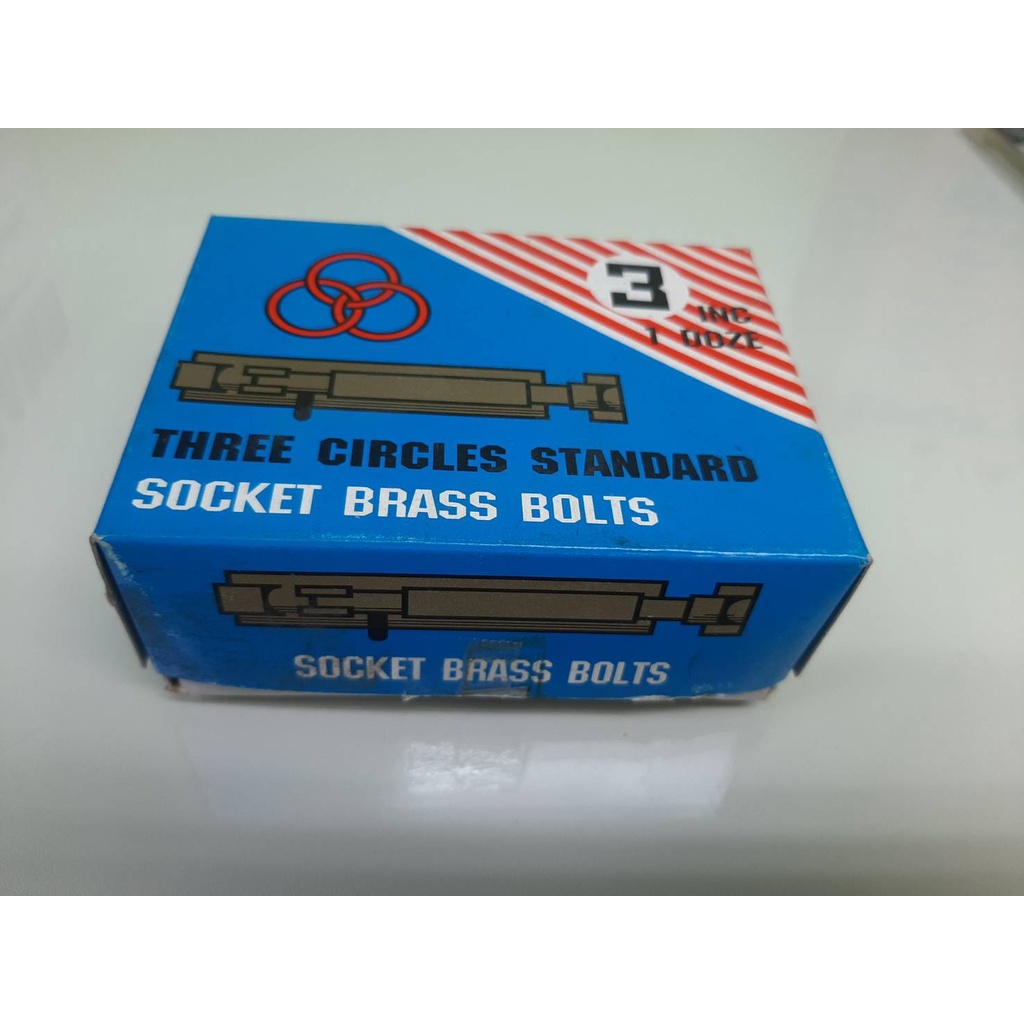 3
INC
1 DOZE
THREE CIRCLES STANDARD
SOCKET BRASS BOLTS
SOCKET BRASS BOLTS